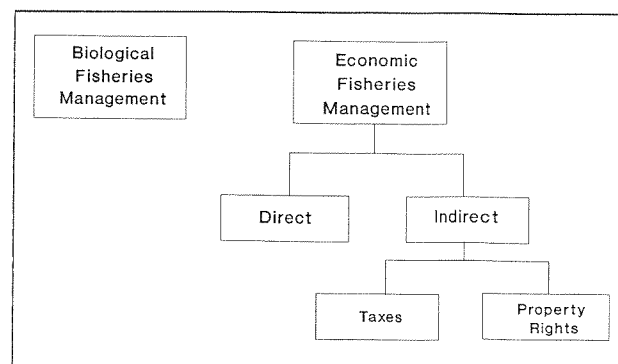 Biological
Fisheries
Management
Economic
Fisheries
Management
Direct
Indirect
Taxes
Property
Rights